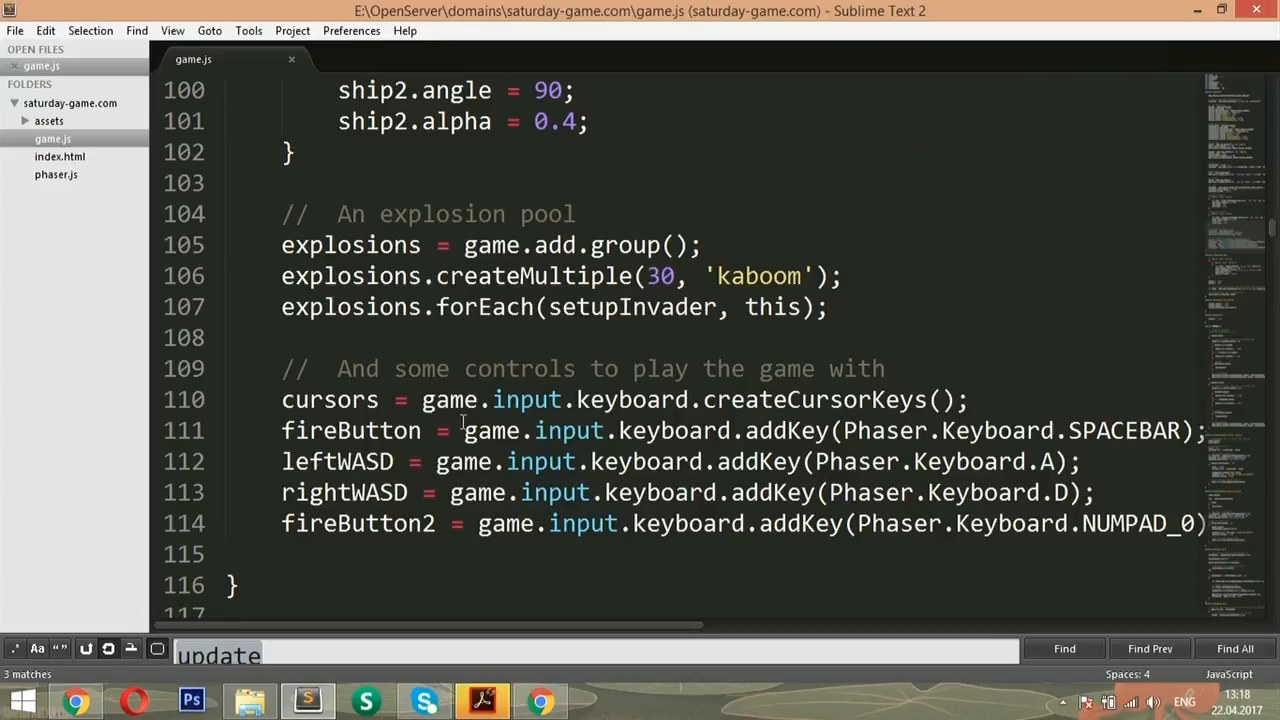 E:\OpenServer\domains\saturday-game.com\game.js (saturday-game.com) - Sublime Text 2
File Edit Selection Find View Goto Tools Project Preferences Help
OPEN FILES
game.js
FOLDERS
saturday-game.com
assets
game.js
index.html
phaser.js
game.js
100 ship2.angle = 90;
101 ship2.alpha = 0.4;
102 }
103
104 // An explosion pool
105 explosions = game.add.group();
106 explosions.createMultiple(30, 'kaboom');
107 explosions.forEach(setupInvader, this);
108
109 // And some controls to play the game with
110 cursors = game.input.keyboard.createCursorKeys();
111 fireButton = game.input.keyboard.addKey(Phaser.Keyboard.SPACEBAR);
112 leftWASD = game.input.keyboard.addKey(Phaser.Keyboard.A);
113 rightWASD = game.input.keyboard.addKey(Phaser.Keyboard.D);
114 fireButton2 = game.input.keyboard.addKey(Phaser.Keyboard.NUMPAD_0)
115
116 }
117
.* Aa “ ” update Find Find Prev Find All
3 matches Spaces: 4 JavaScript
Ps S S ENG 13:18
22.04.2017